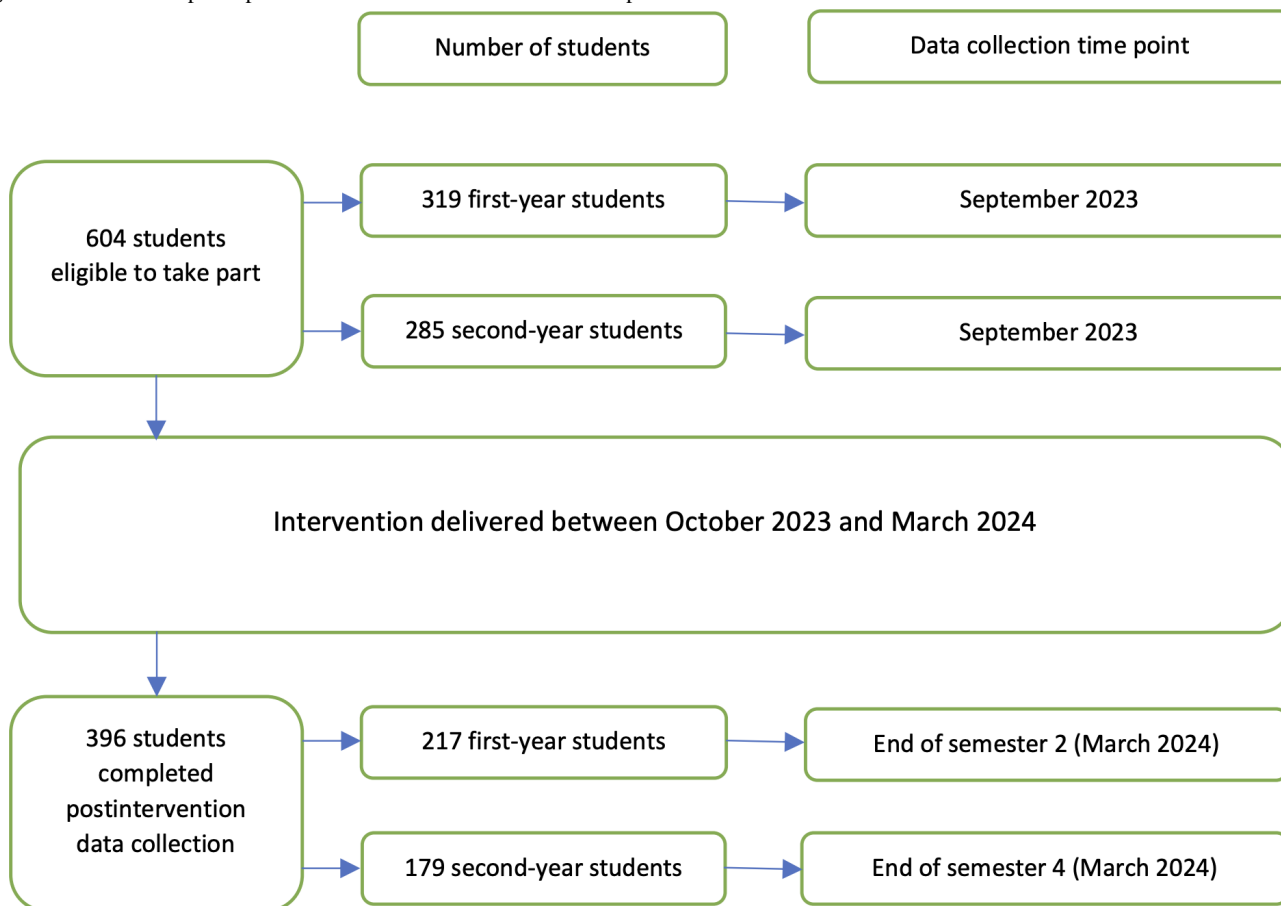 Number of students
Data collection time point
604 students
eligible to take part
319 first-year students
September 2023
285 second-year students
September 2023
Intervention delivered between October 2023 and March 2024
396 students
completed
postintervention
data collection
217 first-year students
End of semester 2 (March 2024)
179 second-year students
End of semester 4 (March 2024)